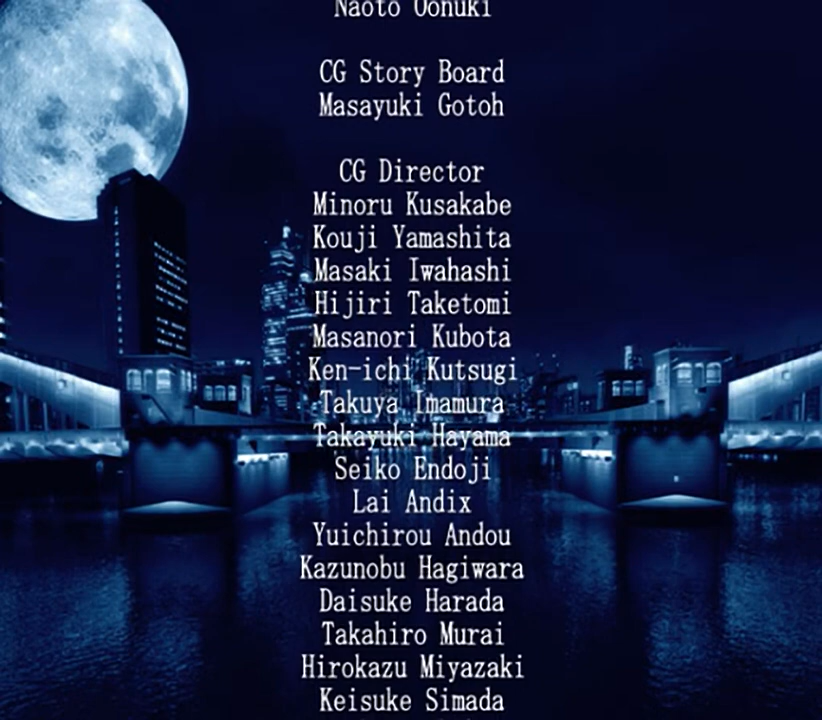 Naoto Oonuki
CG Story Board
Masayuki Gotoh
CG Director
Minoru Kusakabe
Kouji Yamashita
Masaki Iwahashi
Hijiri Taketomi
Masanori Kubota
Ken-ichi Kutsugi
Takuya Imamura
Takayuki Hayama
Seiko Endoji
Lai Andix
Yuichirou Andou
Kazunobu Hagiwara
Daisuke Harada
Takahiro Murai
Hirokazu Miyazaki
Keisuke Simada